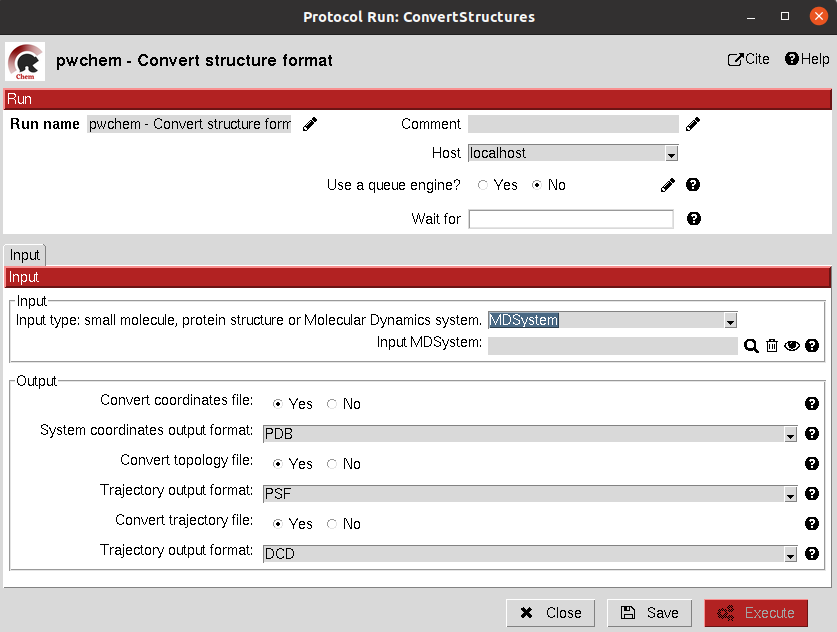 Protocol Run: ConvertStructures
Chem
pwchem - Convert structure format
Cite
Help
Run
Run name pwchem - Convert structure form
Comment
Host localhost
Use a queue engine? Yes No
Wait for
Input
Input
Input
Input type: small molecule, protein structure or Molecular Dynamics system. MDSystem
Input MDSystem:
Output
Convert coordinates file: Yes No
System coordinates output format: PDB
Convert topology file: Yes No
Trajectory output format: PSF
Convert trajectory file: Yes No
Trajectory output format: DCD
Close Save Execute